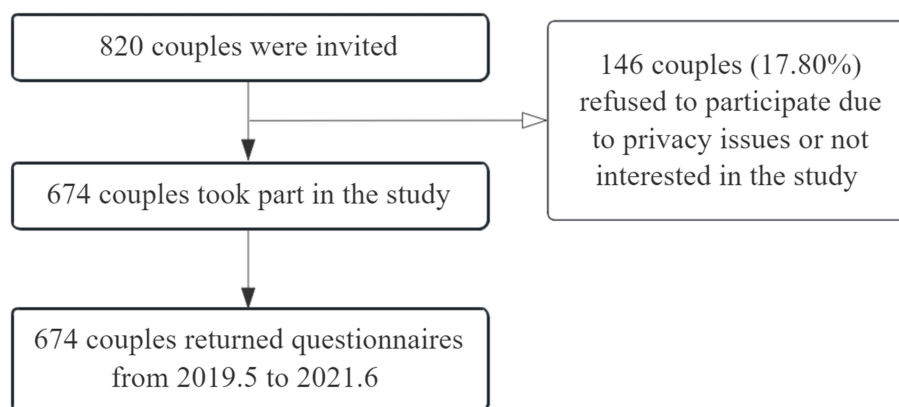 820 couples were invited
146 couples (17.80%)
refused to participate due
to privacy issues or not
interested in the study
674 couples took part in the study
674 couples returned questionnaires
from 2019.5 to 2021.6